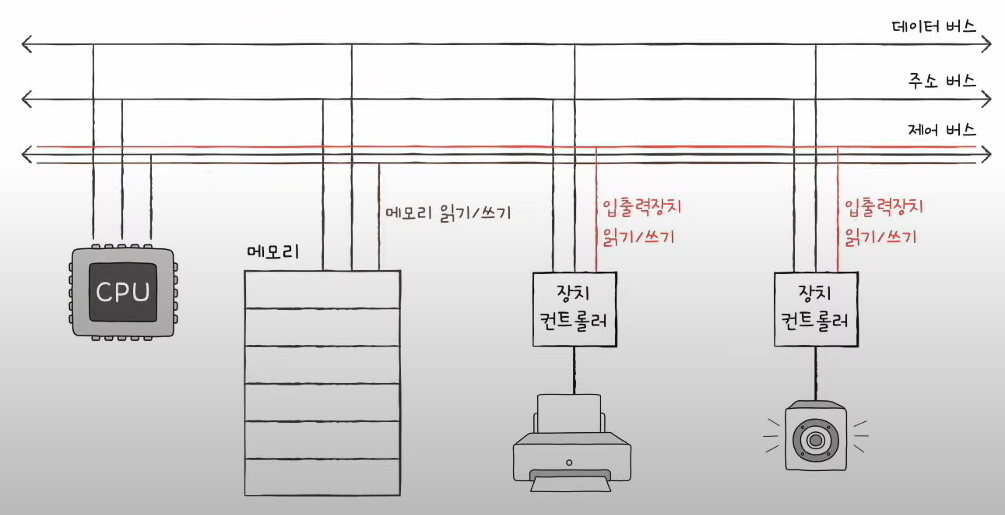 데이터 버스
주소 버스
제어 버스
메모리 읽기/쓰기
입출력장치
읽기/쓰기
입출력장치
읽기/쓰기
메모리
CPU
장치
컨트롤러
장치
컨트롤러